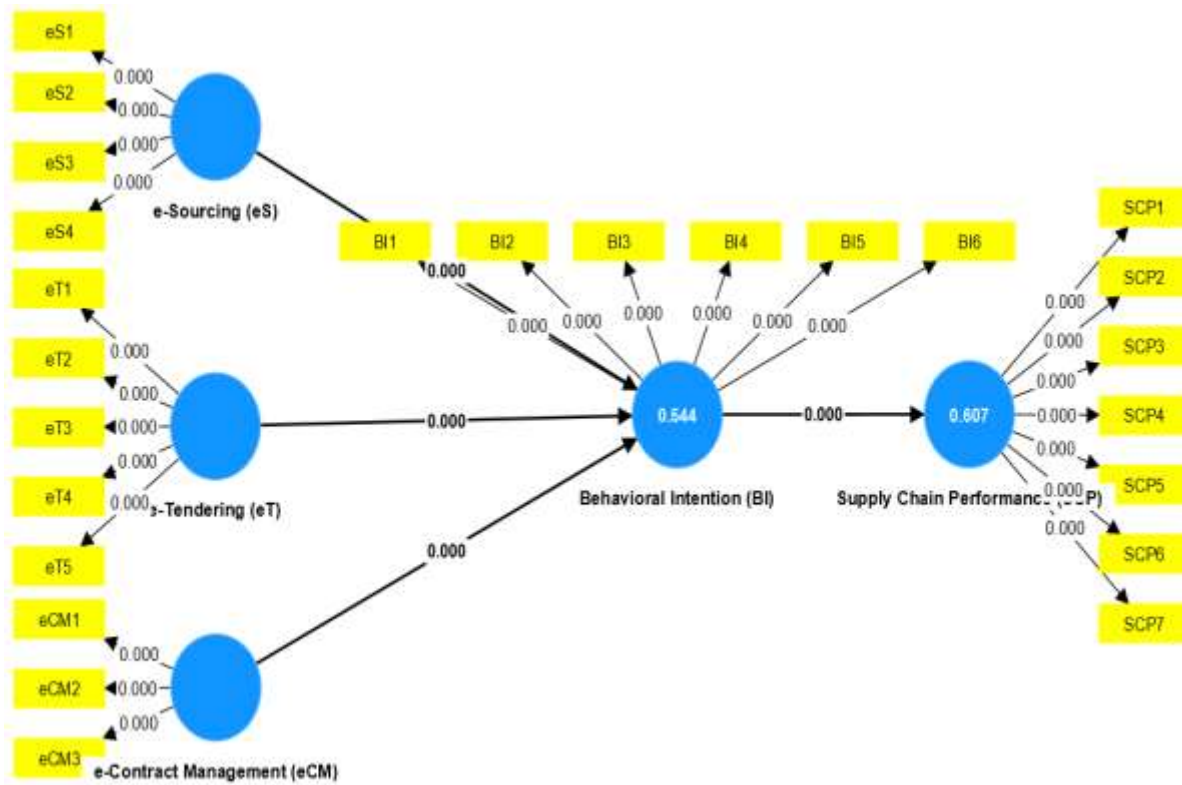 eS1
0.000
eS2
0.000
0.000
eS3
0.000
eS4
e-Sourcing (eS)
eT1
0.000
eT2
0.000
eT3
0.000
0.000
eT4
0.000
e-Tendering (eT)
eT5
eCM1
0.000
eCM2
0.000
0.000
eCM3
e-Contract Management (eCM)
0.000
0.000
0.000
BI1
BI2
BI3
BI4
BI5
BI6
0.000
0.000
0.000
0.000
0.000
0.000
0.544
Behavioral Intention (BI)
0.000
0.607
Supply Chain Performance
SCP1
0.000
SCP2
0.000
SCP3
0.000
SCP4
0.000
SCP5
0.000
SCP6
0.000
SCP7
0.000